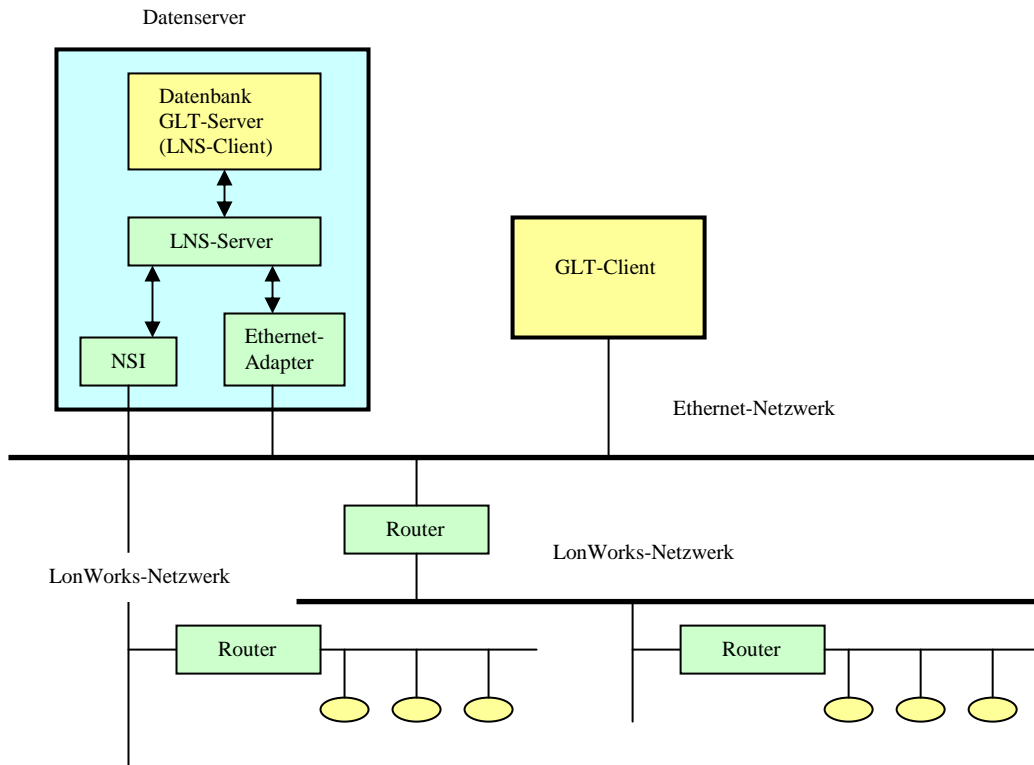 Datenserver
Datenbank
GLT-Server
(LNS-Client)
LNS-Server
GLT-Client
Ethernet-
Adapter
NSI
Ethernet-Netzwerk
Router
LonWorks-Netzwerk
LonWorks-Netzwerk
Router
Router